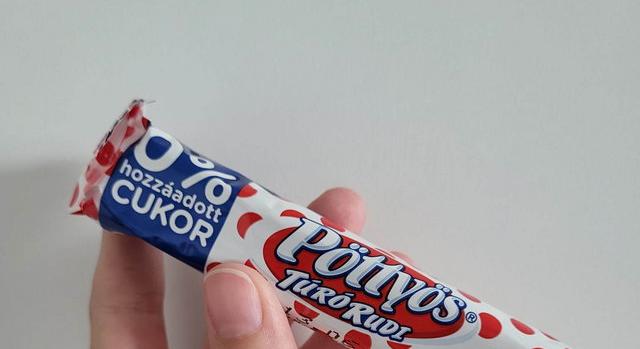 0%
hozzáadott
CUKOR
Pöttyös®
TÚRÓ RUDI